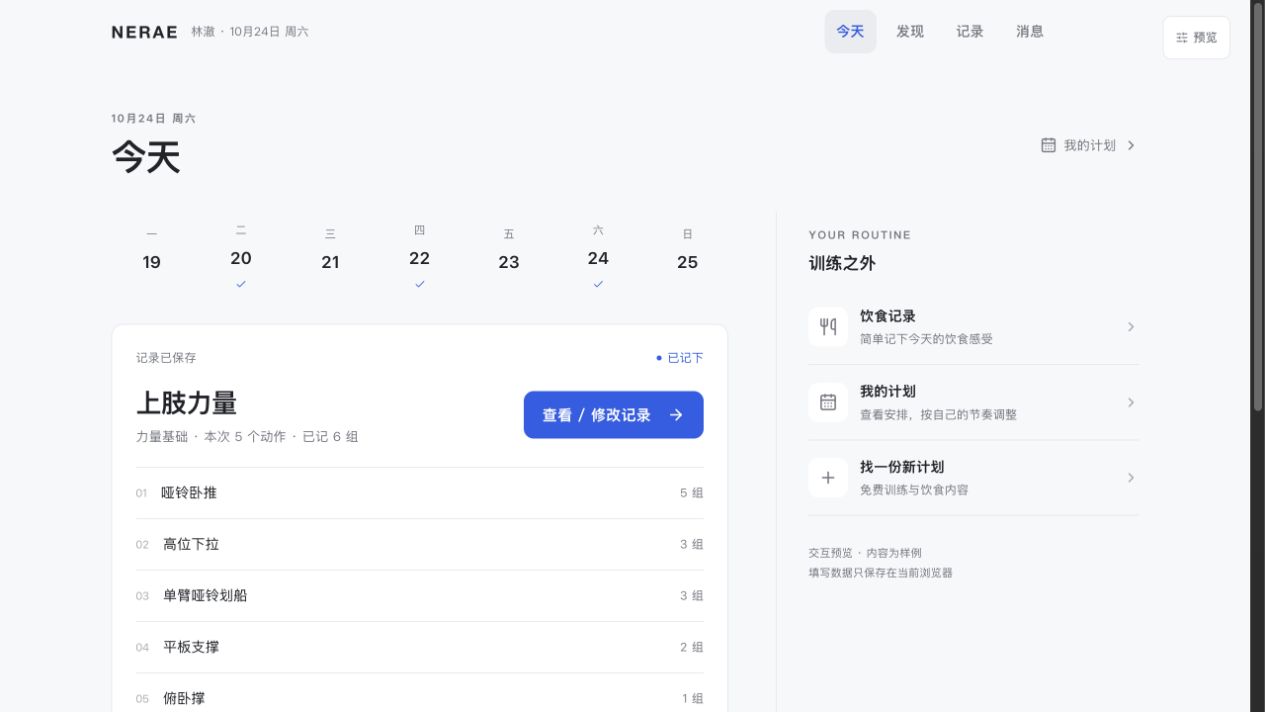 NERAE 林澈 · 10月24日 周六
今天 发现 记录 消息
预览
10月24日 周六
今天
我的计划
一 二 三 四 五 六 日
19 20 21 22 23 24 25
记录已保存
已记下
上肢力量
力量基础 · 本次 5 个动作 · 已记 6 组
查看 / 修改记录
01 哑铃卧推 5 组
02 高位下拉 3 组
03 单臂哑铃划船 3 组
04 平板支撑 2 组
05 俯卧撑 1 组
YOUR ROUTINE
训练之外
饮食记录
简单记下今天的饮食感受
我的计划
查看安排，按自己的节奏调整
找一份新计划
免费训练与饮食内容
交互预览 · 内容为样例
填写数据只保存在当前浏览器